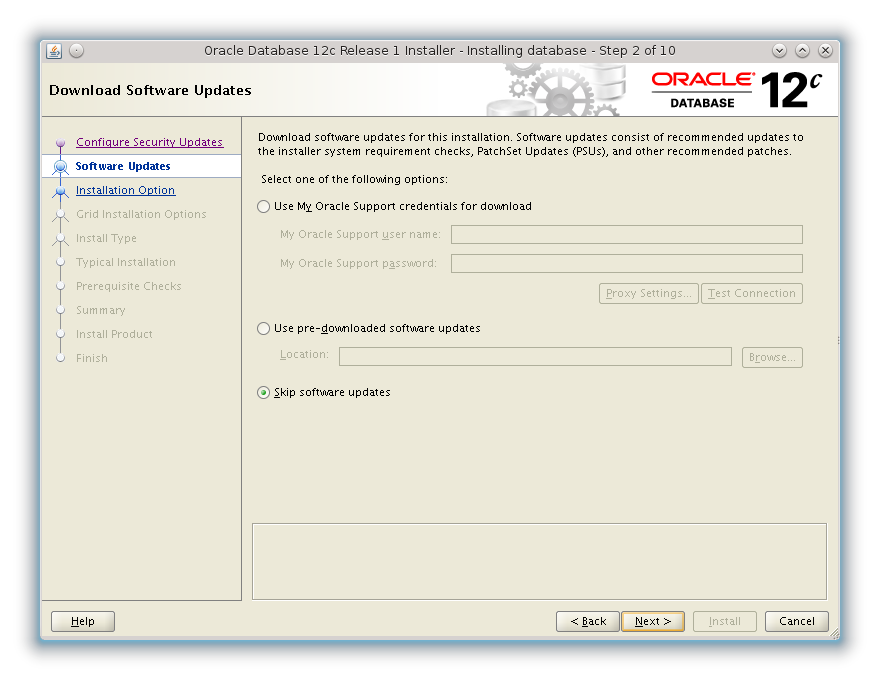 Oracle Database 12c Release 1 Installer - Installing database - Step 2 of 10
Download Software Updates
ORACLE®
DATABASE
12c
Configure Security Updates
Software Updates
Installation Option
Grid Installation Options
Install Type
Typical Installation
Prerequisite Checks
Summary
Install Product
Finish
Download software updates for this installation. Software updates consist of recommended updates to
the installer system requirement checks, PatchSet Updates (PSUs), and other recommended patches.
Select one of the following options:
Use My Oracle Support credentials for download
My Oracle Support user name:
My Oracle Support password:
Proxy Settings... Test Connection
Use pre-downloaded software updates
Location: Browse...
Skip software updates
Help < Back Next > Install Cancel